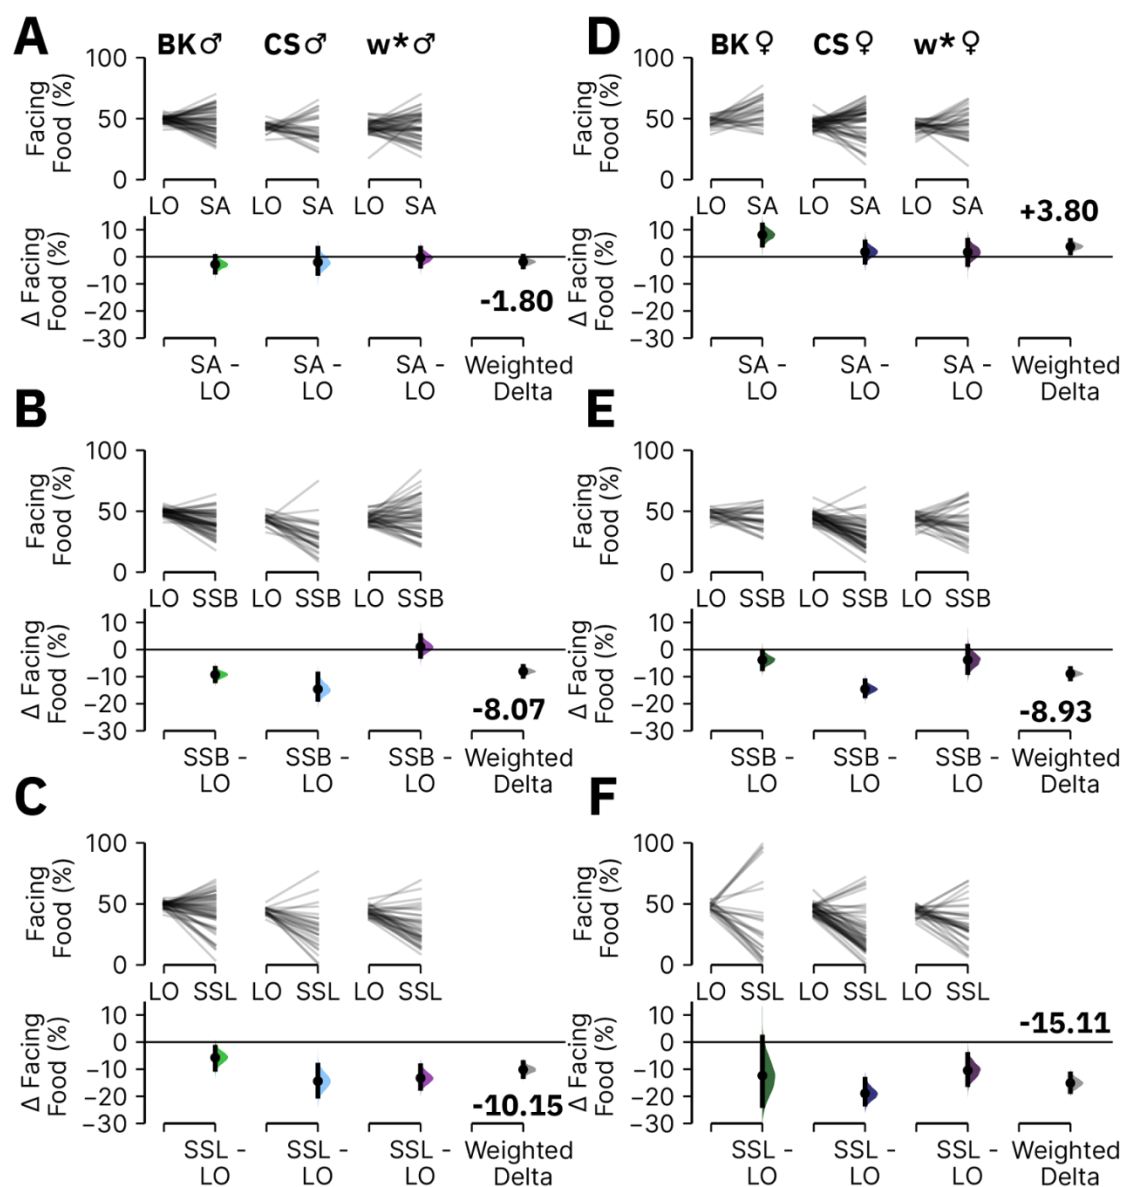 A
BK♂ CS♂ w*♂
Facing
Food (%)
100
50
0
LO SA LO SA LO SA
Δ Facing
Food (%)
10
0
−10
−20
−30
-1.80
SA -
LO
SA -
LO
SA -
LO
Weighted
Delta
D
BK♀ CS♀ w*♀
Facing
Food (%)
100
50
0
LO SA LO SA LO SA
+3.80
Δ Facing
Food (%)
10
0
−10
−20
−30
SA -
LO
SA -
LO
SA -
LO
Weighted
Delta
B
Facing
Food (%)
100
50
0
LO SSB LO SSB LO SSB
Δ Facing
Food (%)
10
0
−10
−20
−30
-8.07
SSB -
LO
SSB -
LO
SSB -
LO
Weighted
Delta
E
Facing
Food (%)
100
50
0
LO SSB LO SSB LO SSB
Δ Facing
Food (%)
10
0
−10
−20
−30
-8.93
SSB -
LO
SSB -
LO
SSB -
LO
Weighted
Delta
C
Facing
Food (%)
100
50
0
LO SSL LO SSL LO SSL
Δ Facing
Food (%)
10
0
−10
−20
−30
-10.15
SSL -
LO
SSL -
LO
SSL -
LO
Weighted
Delta
F
Facing
Food (%)
100
50
0
LO SSL LO SSL LO SSL
-15.11
Δ Facing
Food (%)
10
0
−10
−20
−30
SSL -
LO
SSL -
LO
SSL -
LO
Weighted
Delta